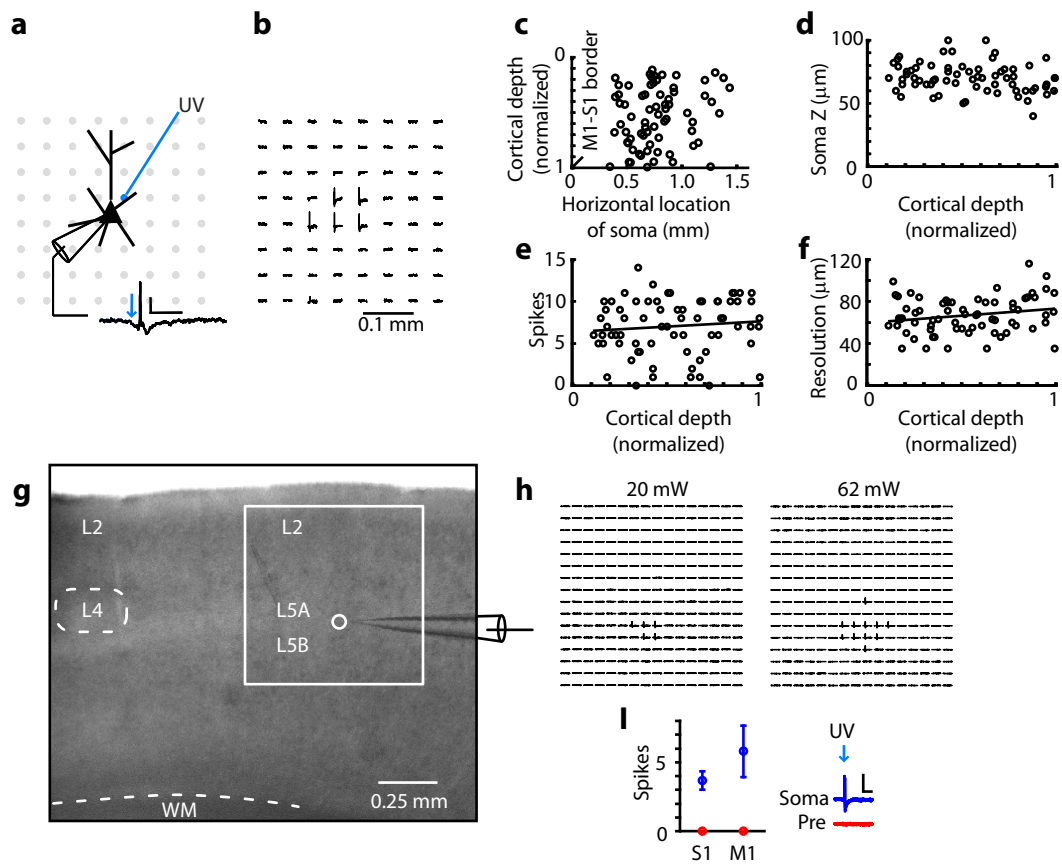 a
UV
b
0.1 mm
c
0
1
Cortical depth
(normalized)
M1-S1 border
0
0.5
1.0
1.5
Horizontal location
of soma (mm)
d
100
50
0
Soma Z (μm)
0
1
Cortical depth
(normalized)
e
15
10
5
0
Spikes
0
1
Cortical depth
(normalized)
f
120
80
40
0
Resolution (μm)
0
1
Cortical depth
(normalized)
g
L2
L2
L4
L5A
L5B
0.25 mm
WM
h
20 mW
62 mW
I
Spikes
5
0
S1
M1
UV
Soma
Pre